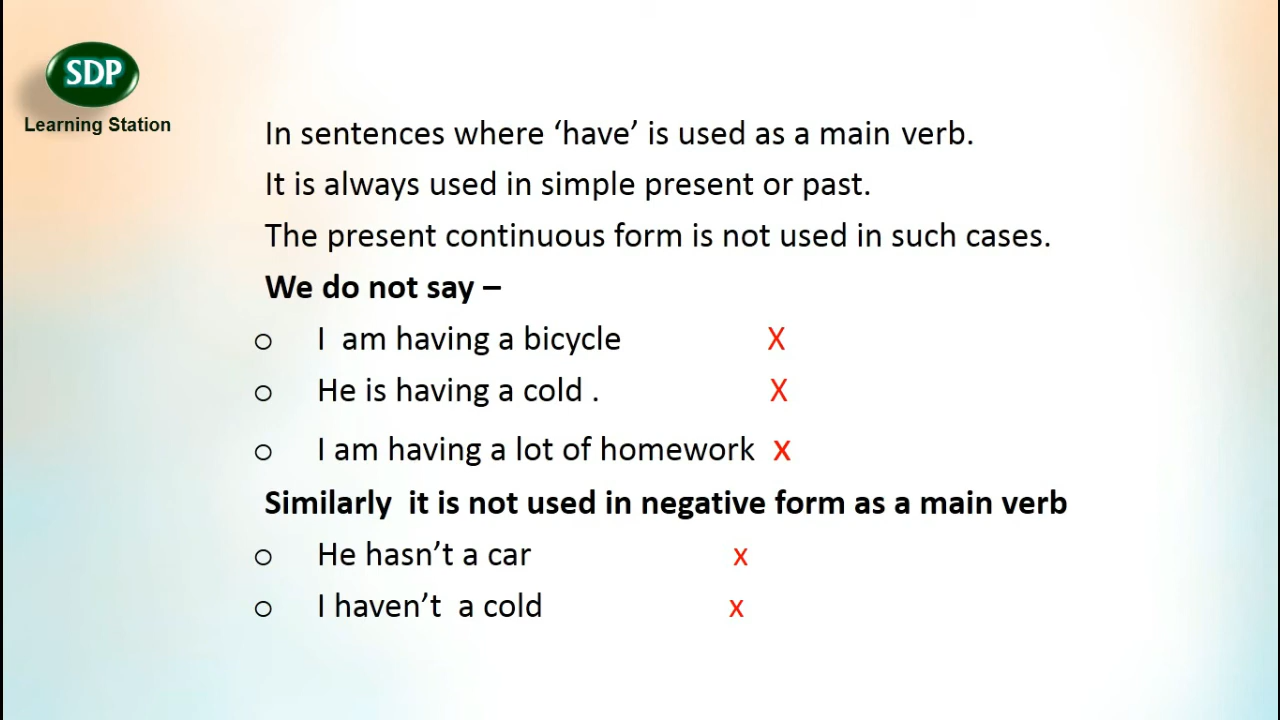 SDP
Learning Station
In sentences where ‘have’ is used as a main verb.
It is always used in simple present or past.
The present continuous form is not used in such cases.
We do not say –
o I am having a bicycle X
o He is having a cold . X
o I am having a lot of homework x
Similarly it is not used in negative form as a main verb
o He hasn’t a car x
o I haven’t a cold x